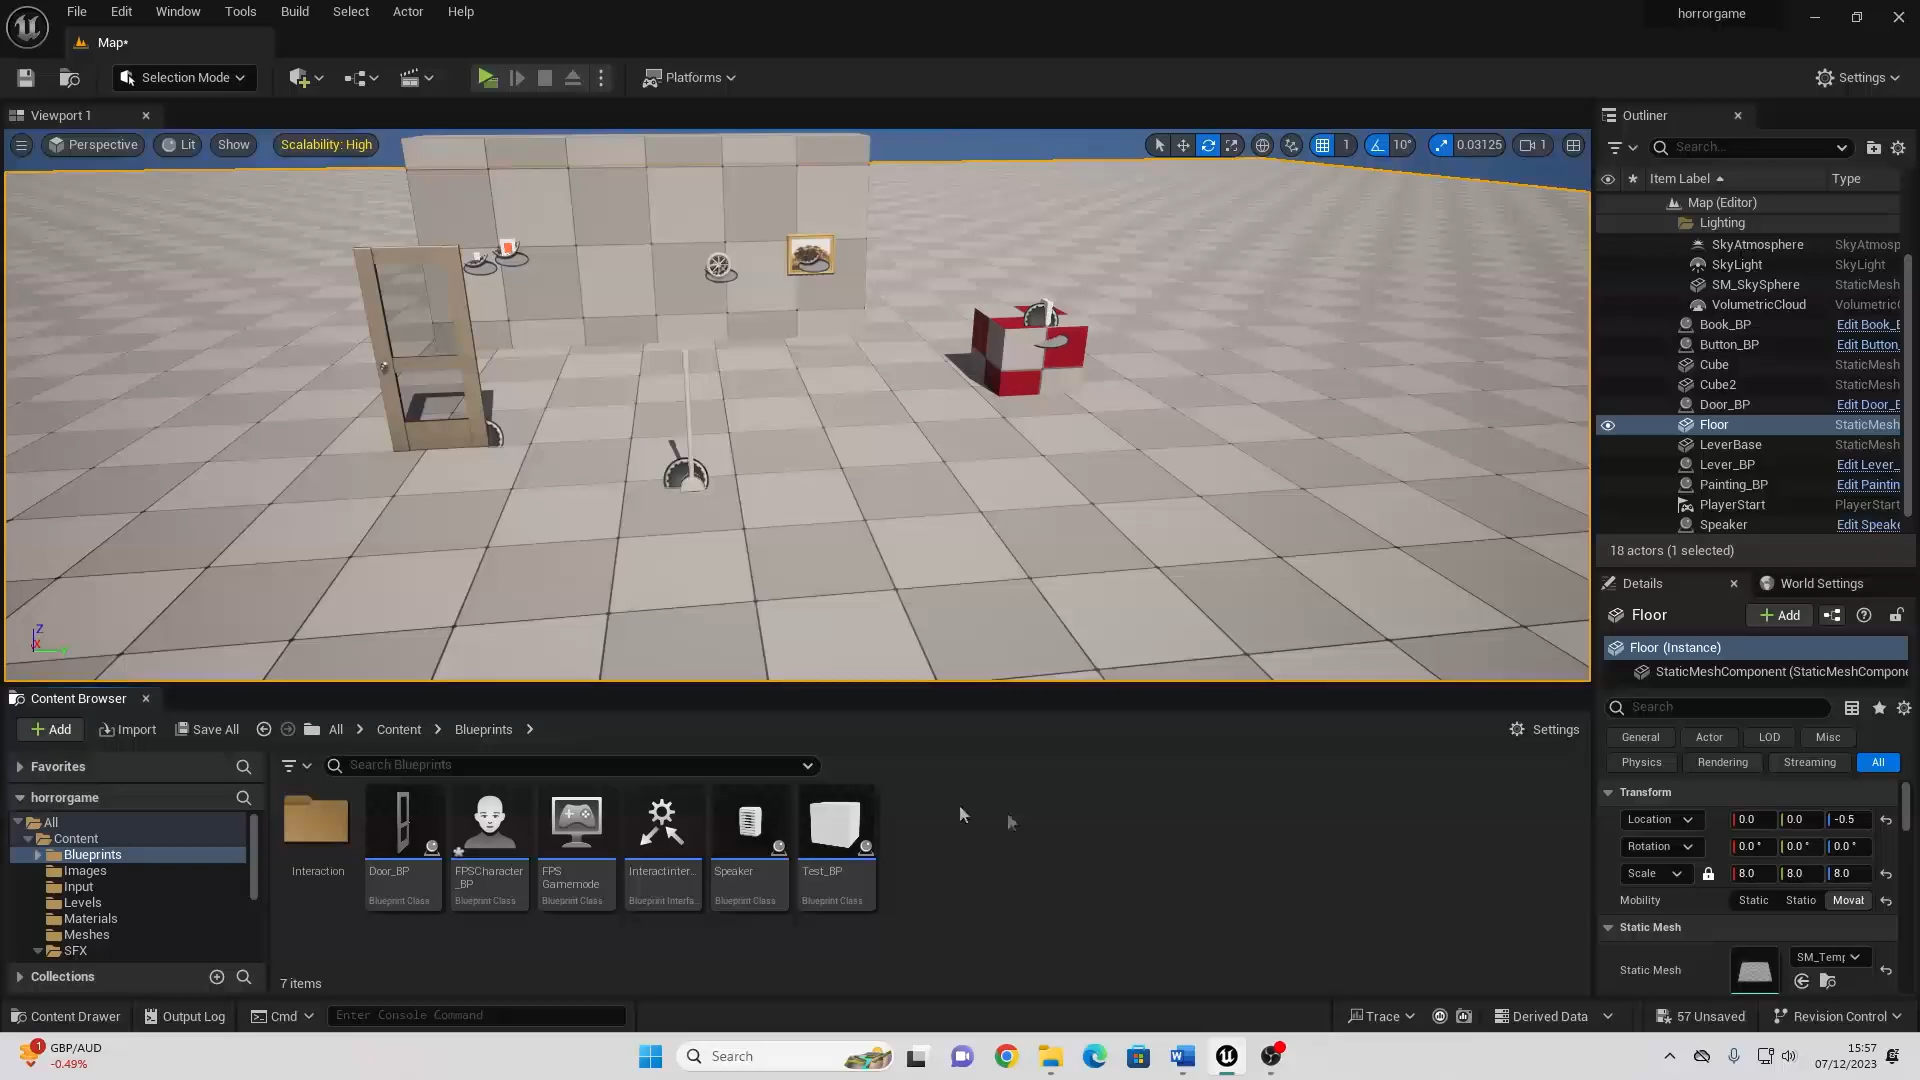 File Edit Window Tools Build Select Actor Help
horrorgame
Map*
Selection Mode
Platforms
Settings
Viewport 1
Perspective
Lit
Show
Scalability: High
1
10°
0.03125
1
Outliner
Search...
Item Label
Type
Map (Editor)
Lighting
SkyAtmosphere SkyAtmosp
SkyLight SkyLight
SM_SkySphere StaticMesh
VolumetricCloud Volumetric
Book_BP Edit Book_E
Button_BP Edit Button_
Cube StaticMesh
Cube2 StaticMesh
Door_BP Edit Door_E
Floor StaticMesh
LeverBase StaticMesh
Lever_BP Edit Lever_
Painting_BP Edit Paintin
PlayerStart PlayerStart
Speaker Edit Speake
18 actors (1 selected)
Details
World Settings
Floor
Add
Floor (Instance)
StaticMeshComponent (StaticMeshCompone
Search
General Actor LOD Misc
Physics Rendering Streaming All
Transform
Location 0.0 0.0 -0.5
Rotation 0.0 ° 0.0 ° 0.0 °
Scale 8.0 8.0 8.0
Mobility Static Statio Movat
Static Mesh
Static Mesh SM_Temp
Z
X
Content Browser
Add
Import
Save All
All
Content
Blueprints
Settings
Favorites
horrorgame
All
Content
Blueprints
Images
Input
Levels
Materials
Meshes
SFX
Collections
Search Blueprints
Interaction
Door_BP
Blueprint Class
FPSCharacter
_BP
Blueprint Class
FPS
Gamemode
Blueprint Class
Interactinter...
Blueprint Interfa...
Speaker
Blueprint Class
Test_BP
Blueprint Class
7 items
Content Drawer
Output Log
Cmd
Enter Console Command
Trace
Derived Data
57 Unsaved
Revision Control
1
GBP/AUD
-0.49%
Search
15:57
07/12/2023